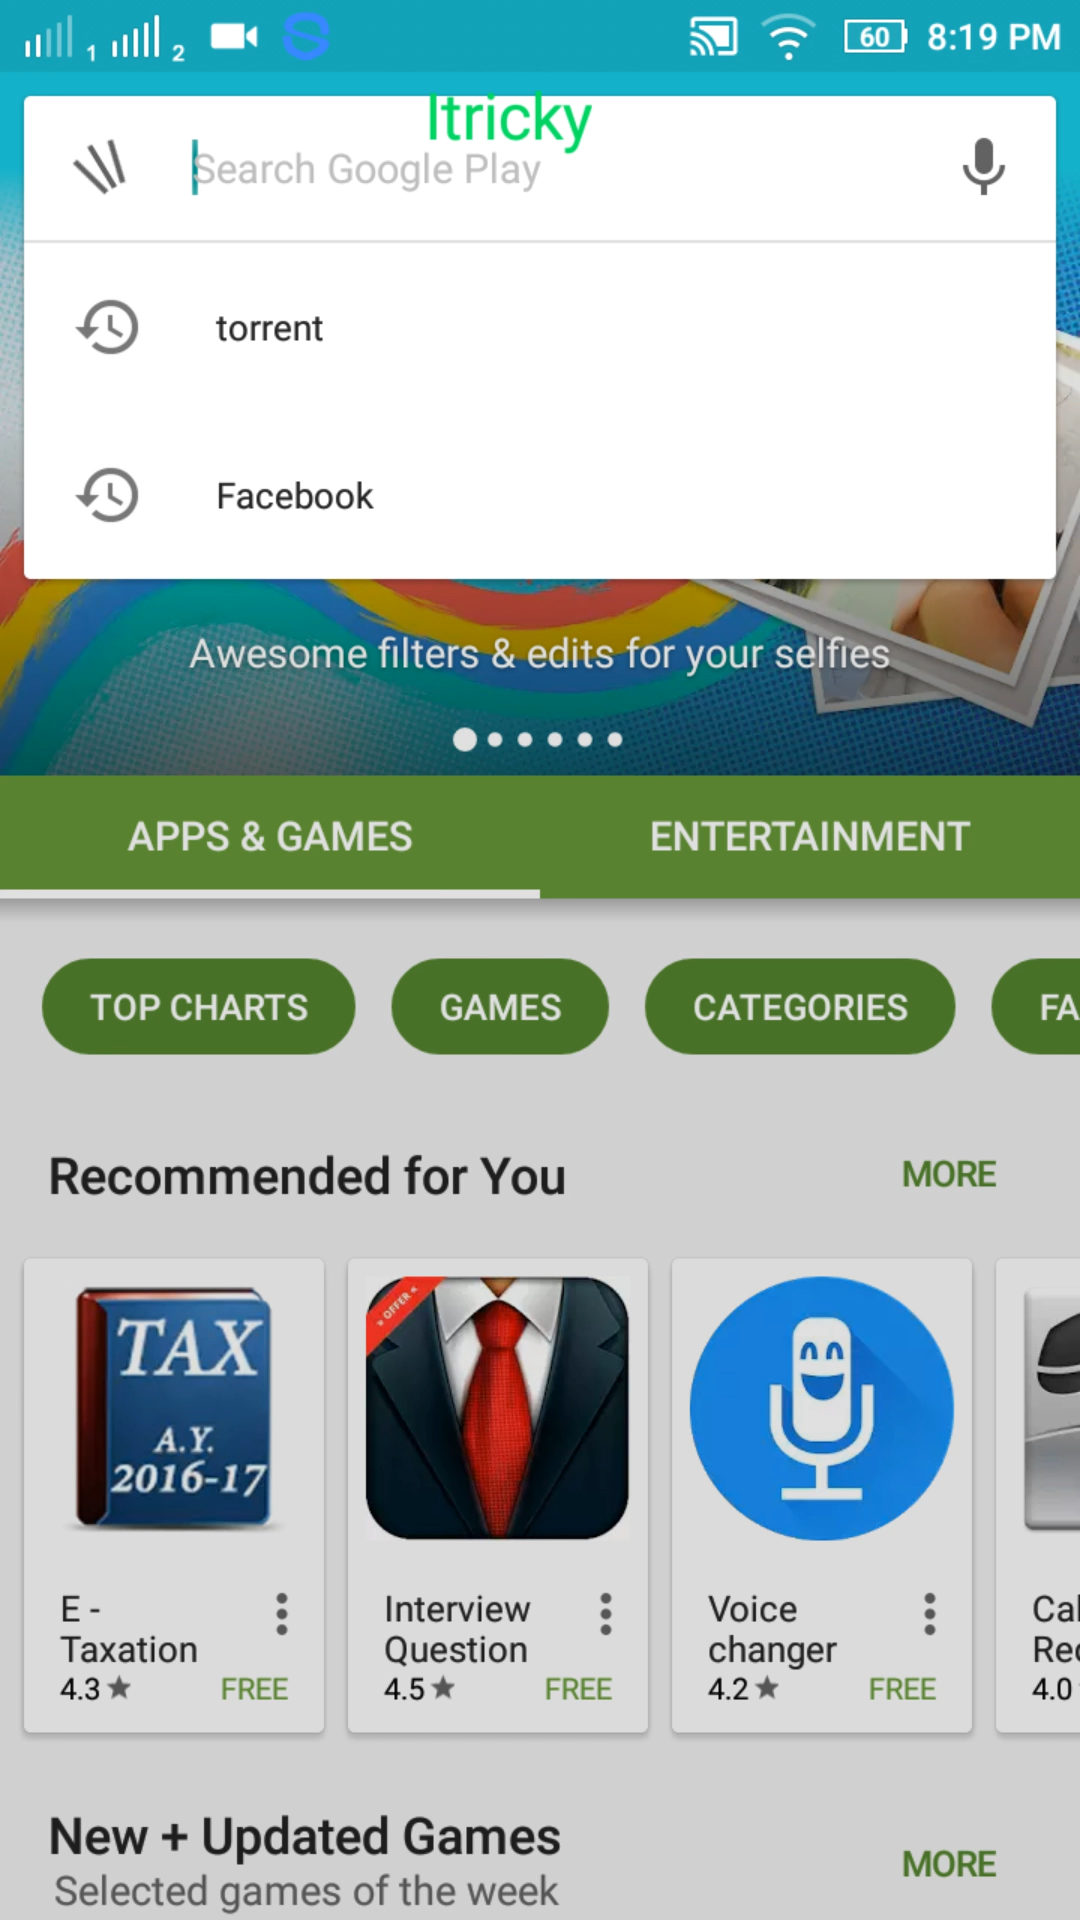 1 2 60 8:19 PM
Itricky
Search Google Play
torrent
Facebook
Awesome filters & edits for your selfies
APPS & GAMES ENTERTAINMENT
TOP CHARTS GAMES CATEGORIES FA
Recommended for You MORE
TAX
A.Y.
2016-17
OFFER
E - Taxation
4.3 FREE
Interview Question
4.5 FREE
Voice changer
4.2 FREE
Cal
Rec
4.0
New + Updated Games
MORE
Selected games of the week